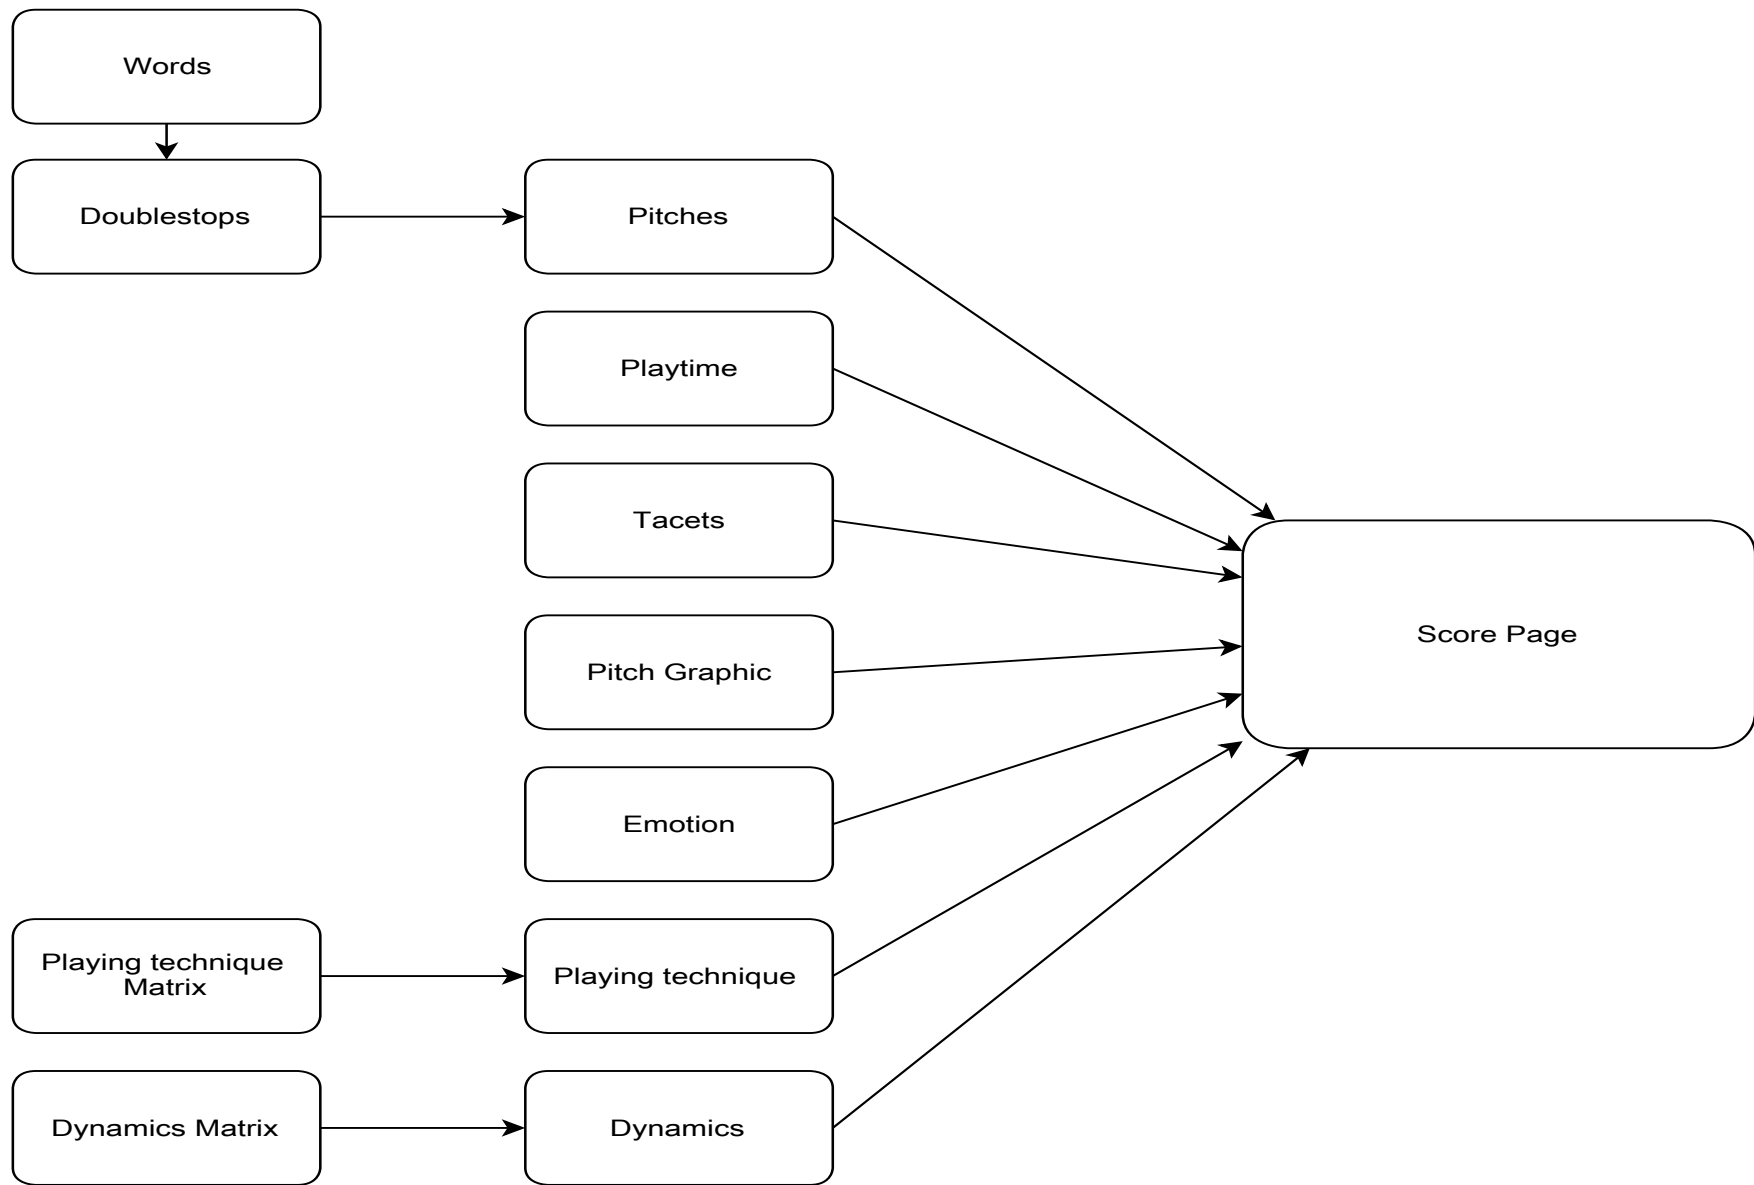 Words
Doublestops
Pitches
Playtime
Tacets
Score Page
Pitch Graphic
Emotion
Playing technique
Matrix
Playing technique
Dynamics Matrix
Dynamics